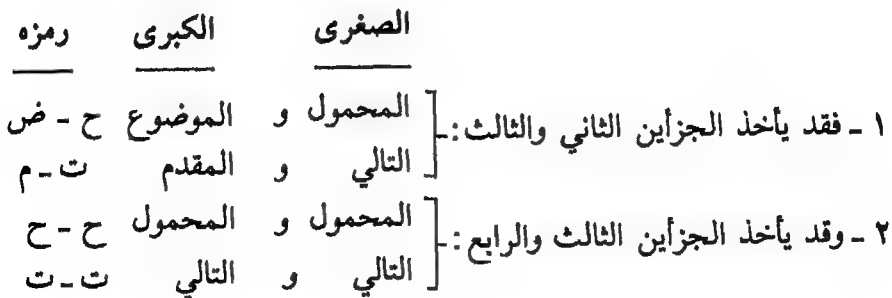 الصغرى الكبرى رمزه
١ - فقد يأخذ الجزأين الثاني والثالث: [ المحمول و الموضوع ح - ض
التالي و المقدم ت - م
٢ - وقد يأخذ الجزأين الثالث والرابع: [ المحمول و المحمول ح - ح
التالي و التالي ت - ت